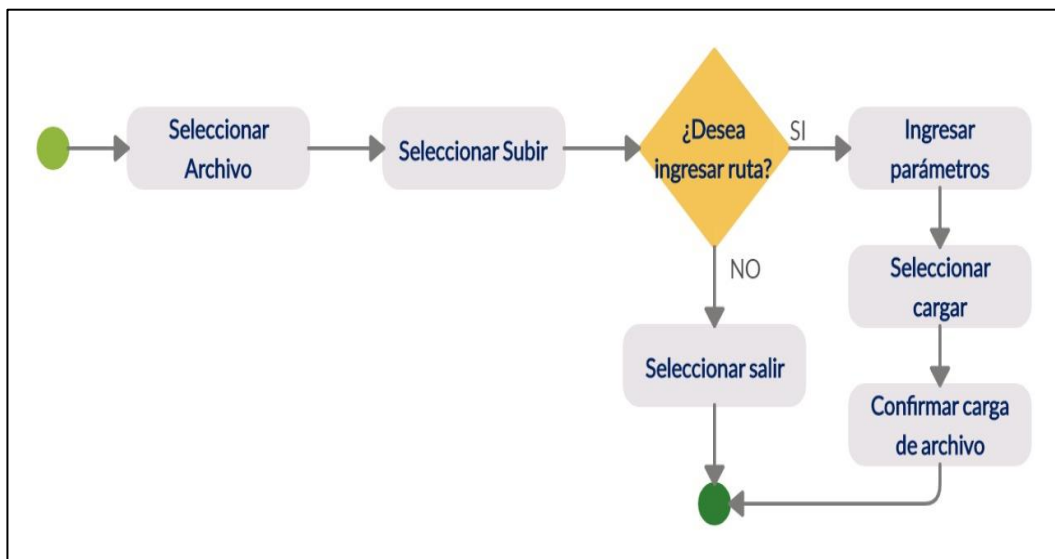 Seleccionar
Archivo
Seleccionar Subir
¿Desea
ingresar ruta?
SI
Ingresar
parámetros
NO
Seleccionar
cargar
Seleccionar salir
Confirmar carga
de archivo